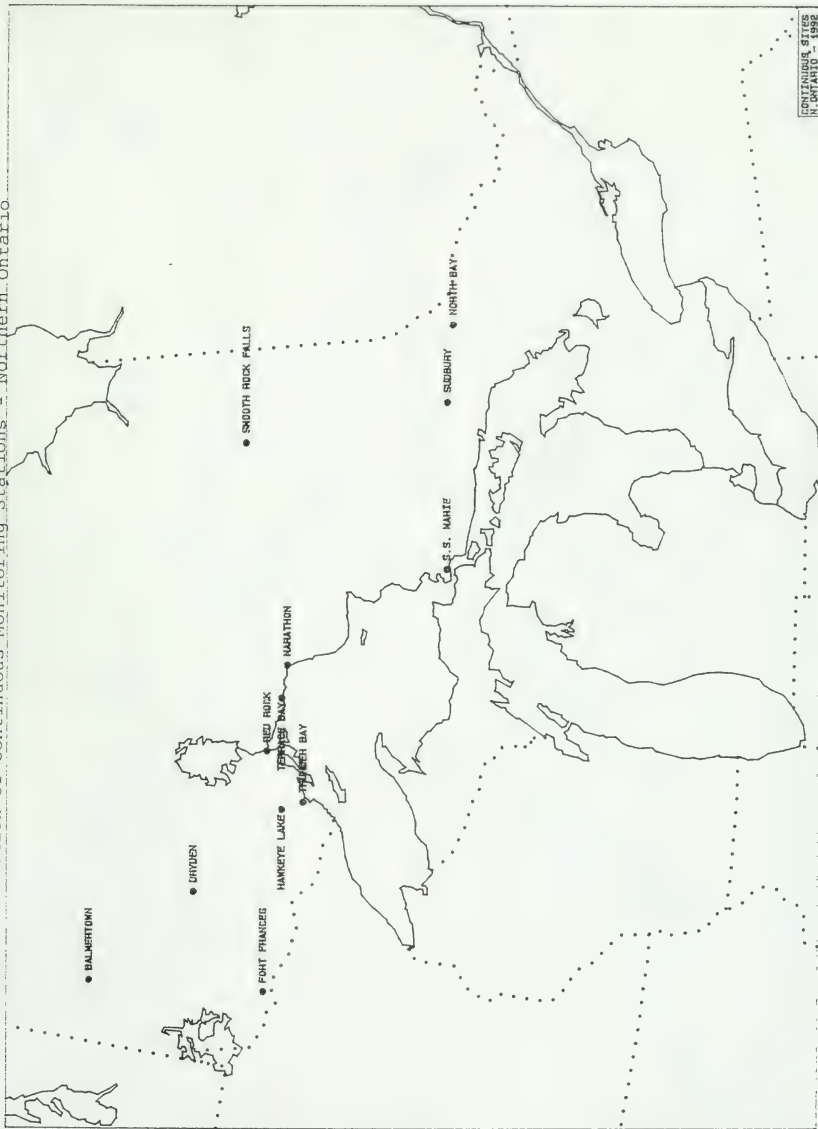 Continuous Monitoring Stations - Northern Ontario
BALMERTOWN
DRYDEN
FORT FRANCES
SMOOTH ROCK FALLS
RED ROCK
TERRACE BAY
HAWKEYE LAKE
THUNDER BAY
MARATHON
S.S. MARIE
SUDBURY
NORTH BAY
CONTINUOUS SITES
N.ONTARIO - 1992